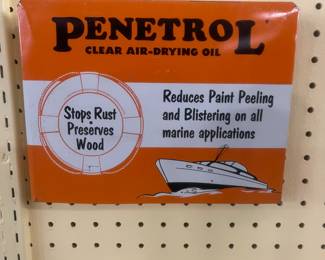 PENETROL
CLEAR AIR-DRYING OIL
Stops Rust
Preserves
Wood
Reduces Paint Peeling
and Blistering on all
marine applications